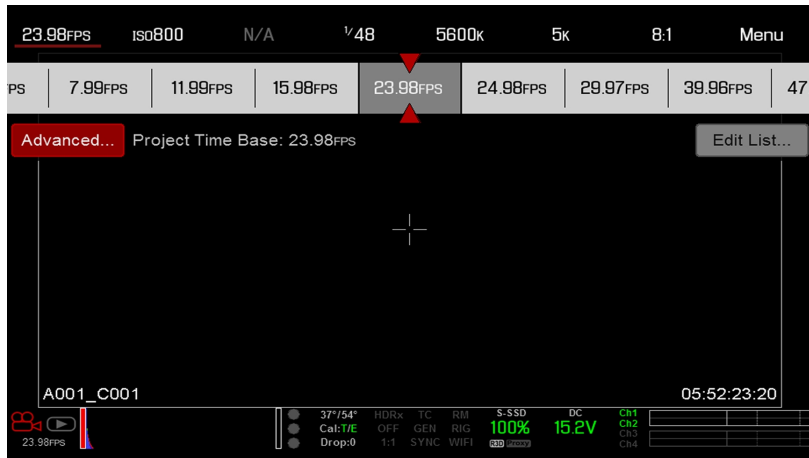 23.98FPS ISO800 N/A 1/48 5600K 5K 8:1 Menu
PS 7.99FPS 11.99FPS 15.98FPS 23.98FPS 24.98FPS 29.97FPS 39.96FPS 47
Advanced... Project Time Base: 23.98FPS Edit List...
A001_C001 05:52:23:20
37°/54° HDRx TC RM S-SSD DC Ch1
Cal:T/E OFF GEN RIG 100% 15.2V Ch2
23.98FPS Drop:0 1:1 SYNC WIFI R3D Proxy Ch3
Ch4